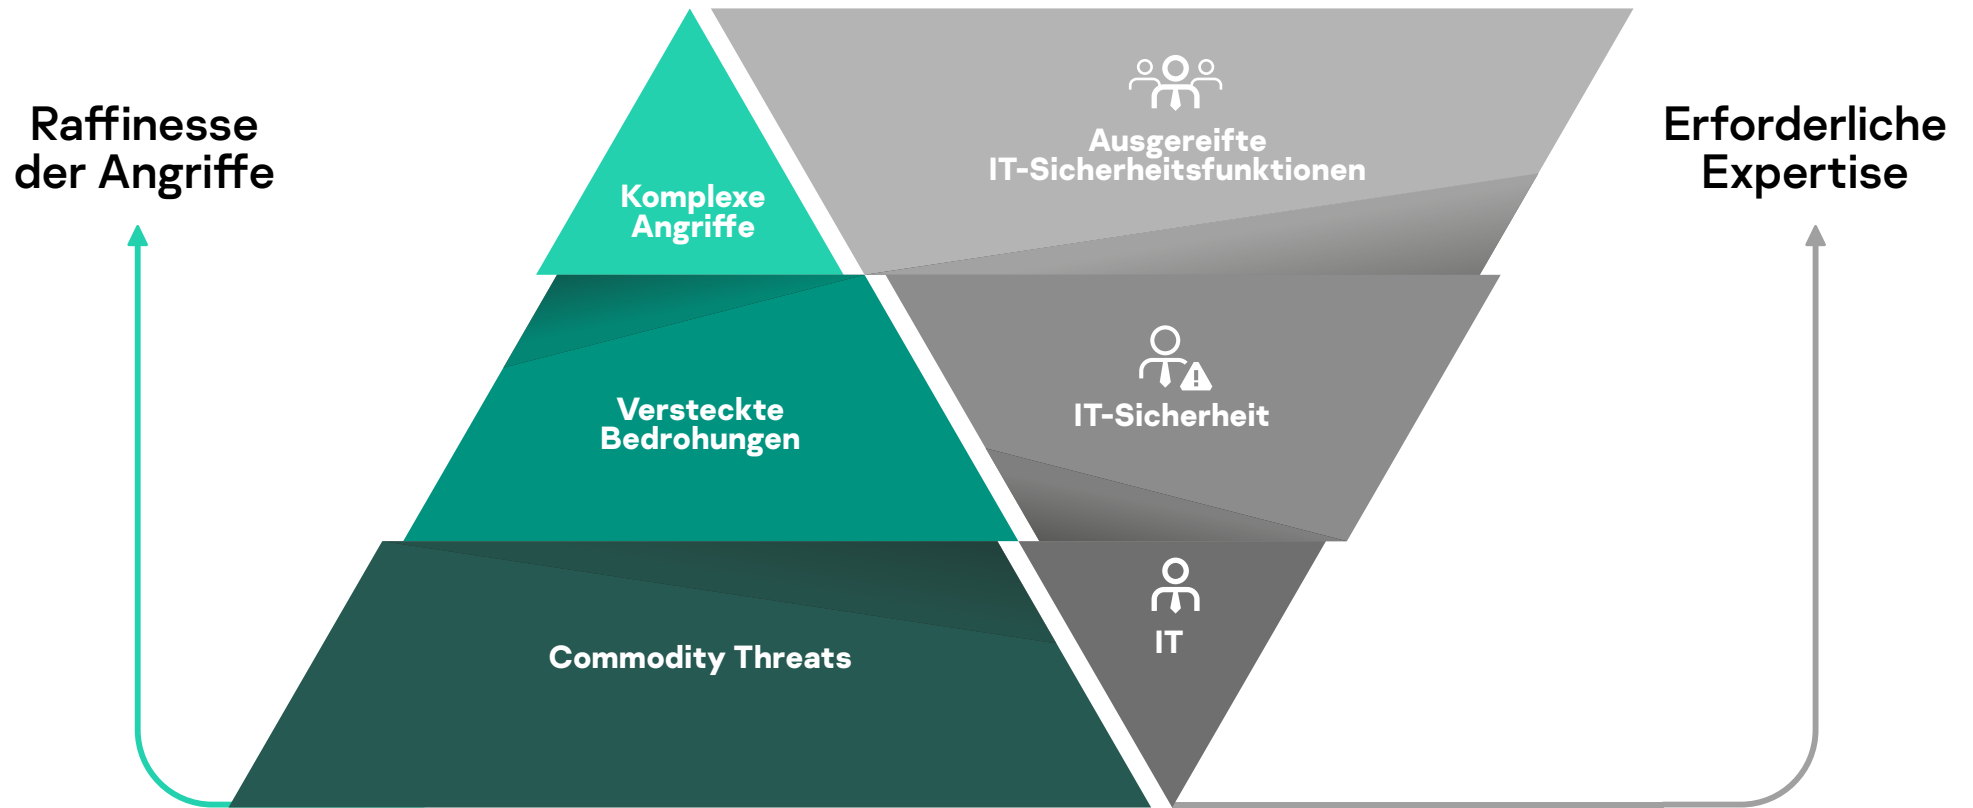 Raffinesse
der Angriffe
Komplexe
Angriffe
Versteckte
Bedrohungen
Commodity Threats
Ausgereifte
IT-Sicherheitsfunktionen
IT-Sicherheit
IT
Erforderliche
Expertise